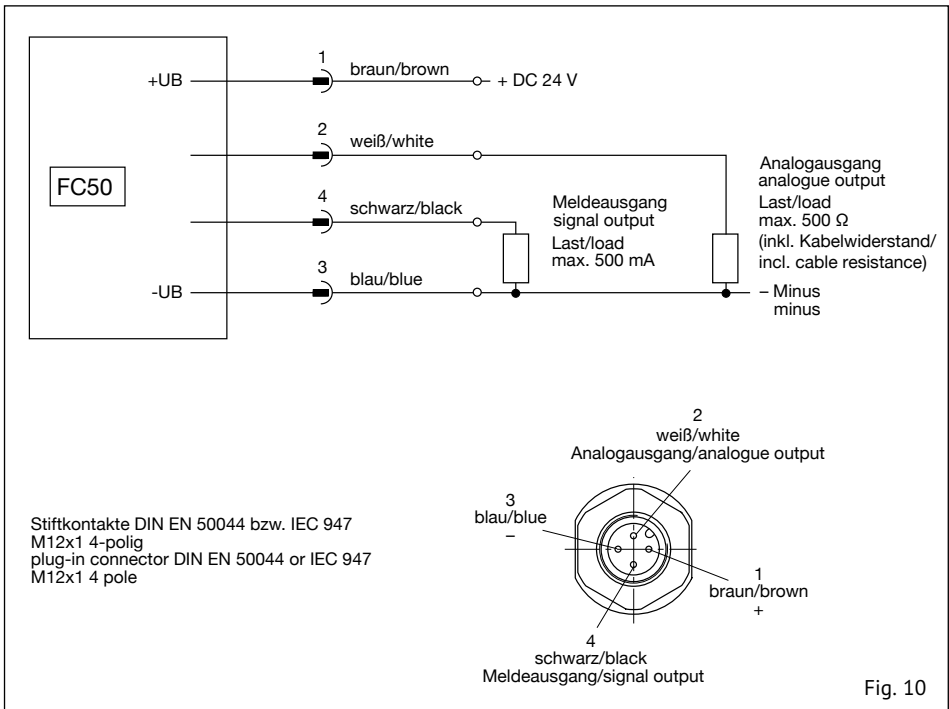 1
+UB
braun/brown
+ DC 24 V
2
weiß/white
FC50
4
schwarz/black
Meldeausgang
signal output
Last/load
max. 500 mA
Analogausgang
analogue output
Last/load
max. 500 Ω
(inkl. Kabelwiderstand/
incl. cable resistance)
3
-UB
blau/blue
– Minus
minus
2
weiß/white
Analogausgang/analogue output
3
blau/blue
–
Stiftkontakte DIN EN 50044 bzw. IEC 947
M12x1 4-polig
plug-in connector DIN EN 50044 or IEC 947
M12x1 4 pole
1
braun/brown
+
4
schwarz/black
Meldeausgang/signal output
Fig. 10